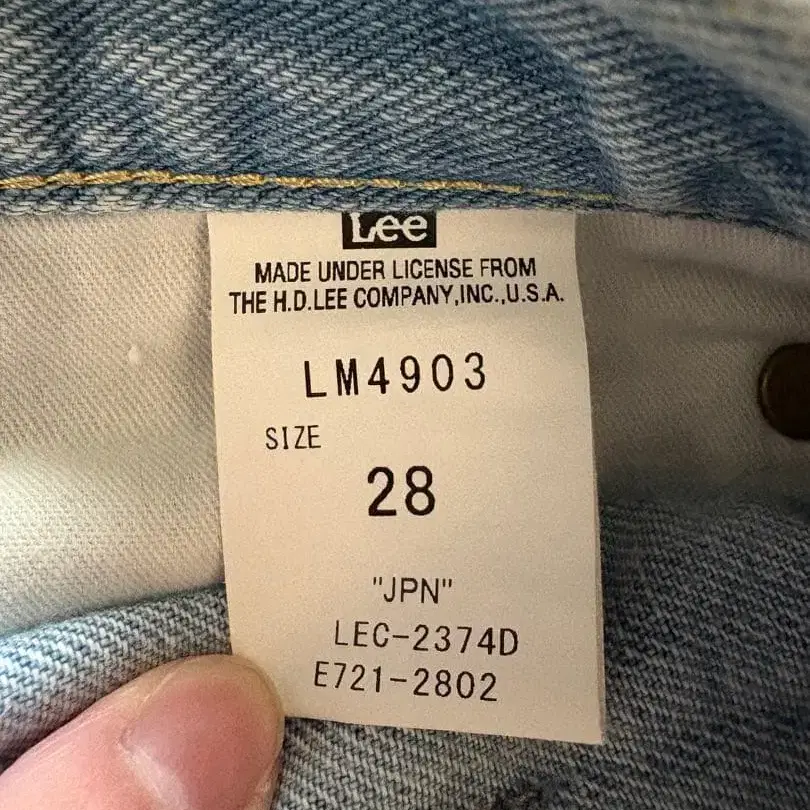 Lee
MADE UNDER LICENSE FROM
THE H.D.LEE COMPANY,INC.,U.S.A.
LM4903
SIZE
28
"JPN"
LEC-2374D
E721-2802